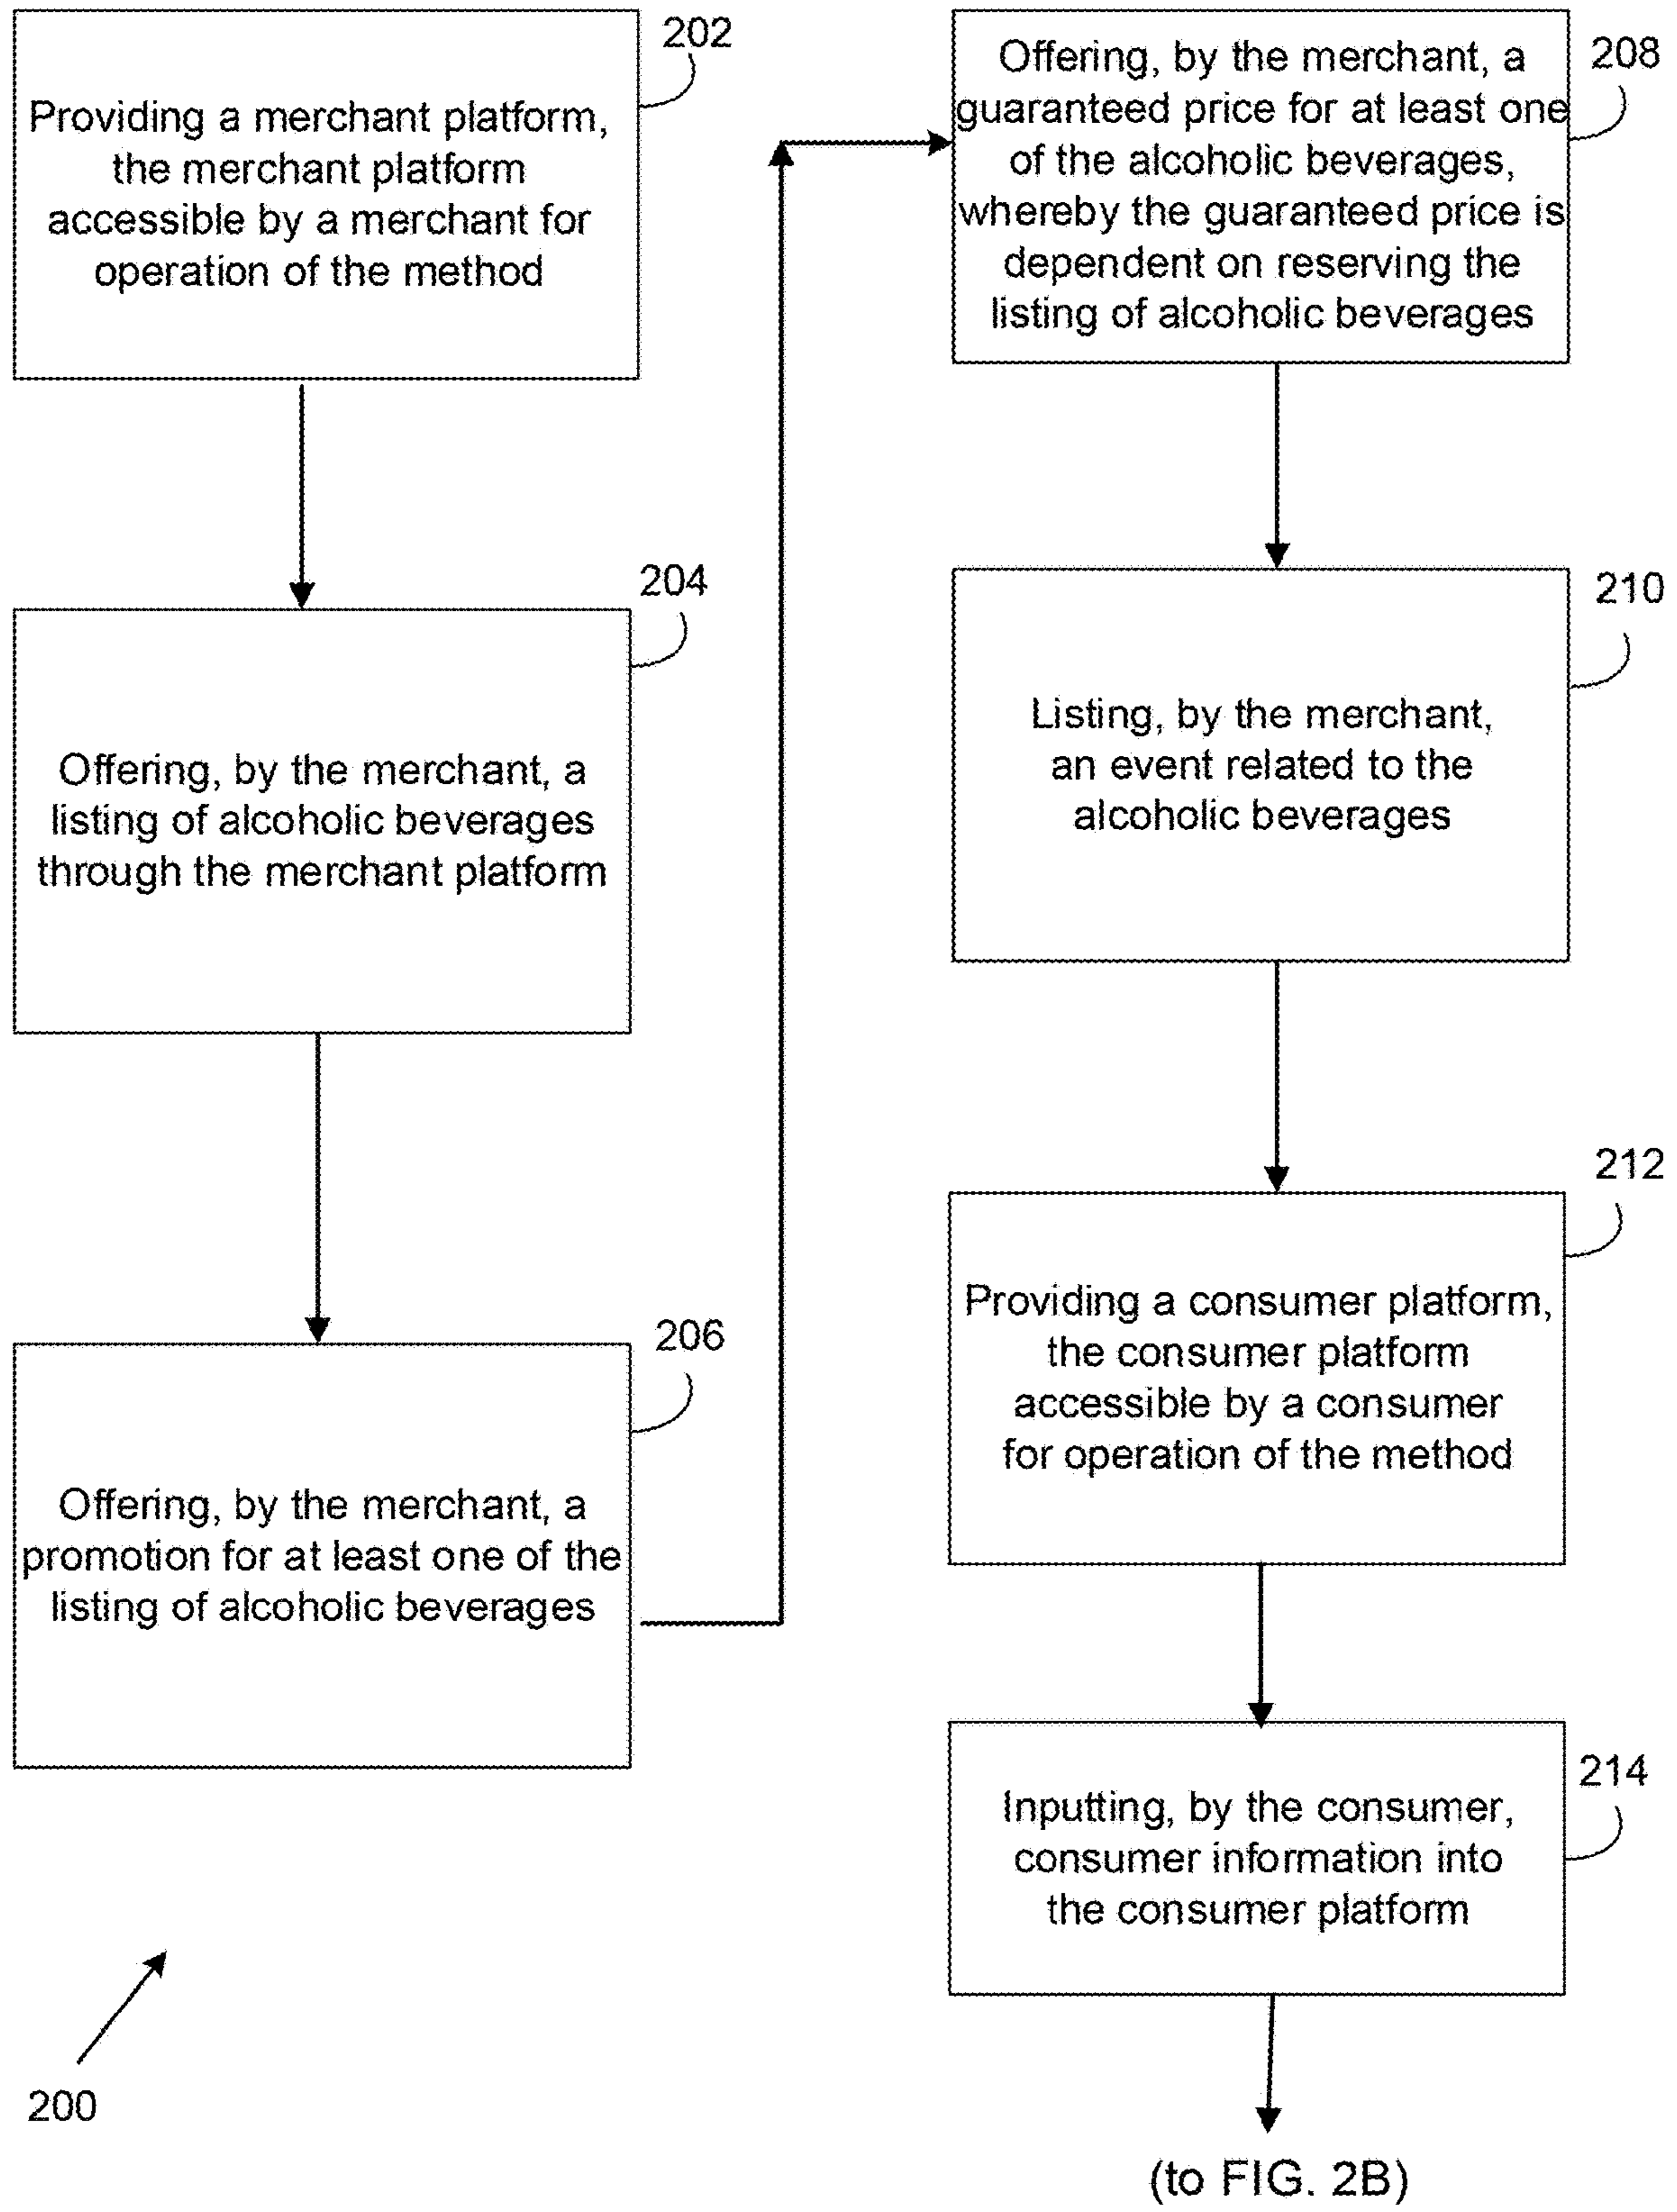 202
Providing a merchant platform,
the merchant platform
accessible by a merchant for
operation of the method
204
Offering, by the merchant, a
listing of alcoholic beverages
through the merchant platform
206
Offering, by the merchant, a
promotion for at least one of the
listing of alcoholic beverages
200
208
Offering, by the merchant, a
guaranteed price for at least one
of the alcoholic beverages,
whereby the guaranteed price is
dependent on reserving the
listing of alcoholic beverages
210
Listing, by the merchant,
an event related to the
alcoholic beverages
212
Providing a consumer platform,
the consumer platform
accessible by a consumer
for operation of the method
214
Inputting, by the consumer,
consumer information into
the consumer platform
(to FIG. 2B)